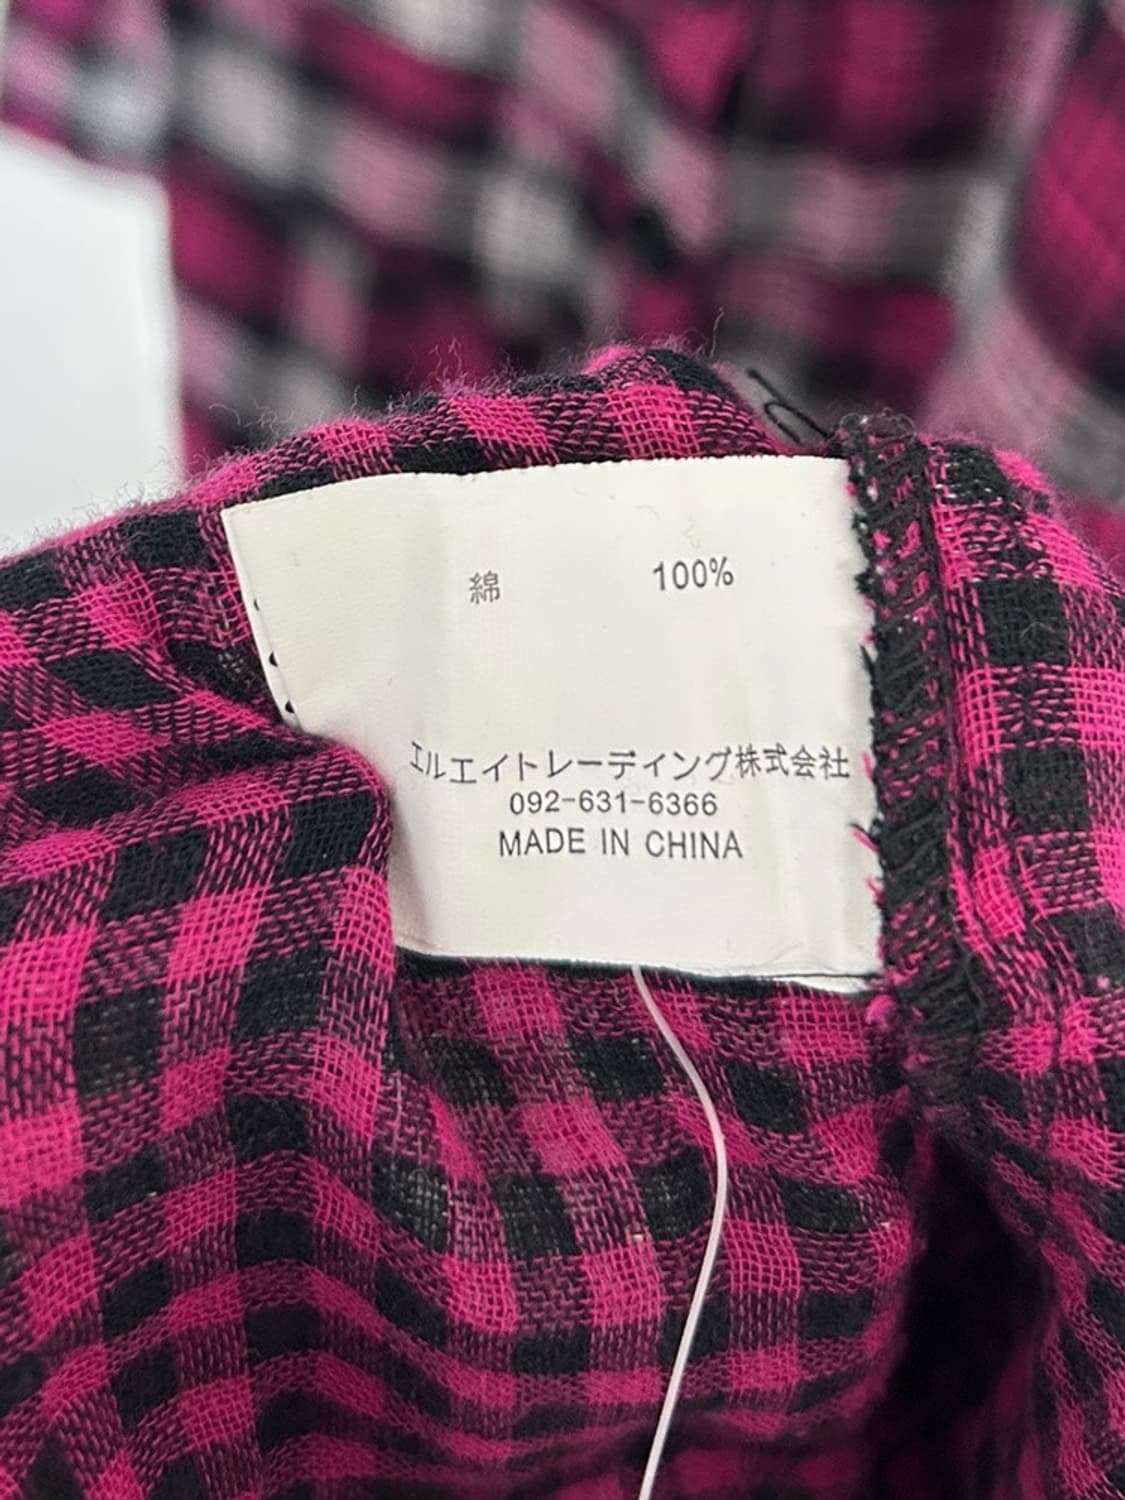 綿 100%
エルエイトレーディング株式会社
092-631-6366
MADE IN CHINA